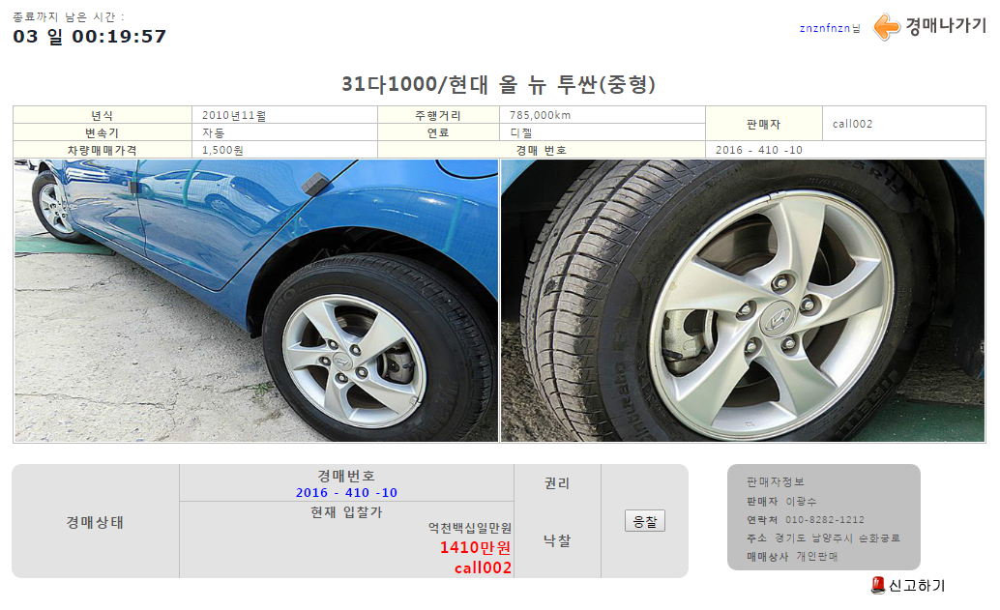 종료까지 남은 시간 :
03 일 00:19:57
znznfnzn님
경매나가기
31다1000/현대 올 뉴 투싼(중형)
년식 2010년11월 주행거리 785,000km 판매자 call002
변속기 자동 연료 디젤
차량매매가격 1,500원 경매 번호 2016 - 410 -10
경매상태
경매번호
2016 - 410 -10
현재 입찰가
억천백십일만원
1410만원
call002
권리
낙찰
응찰
판매자정보
판매자 이광수
연락처 010-8282-1212
주소 경기도 남양주시 순화궁로
매매상사 개인판매
신고하기